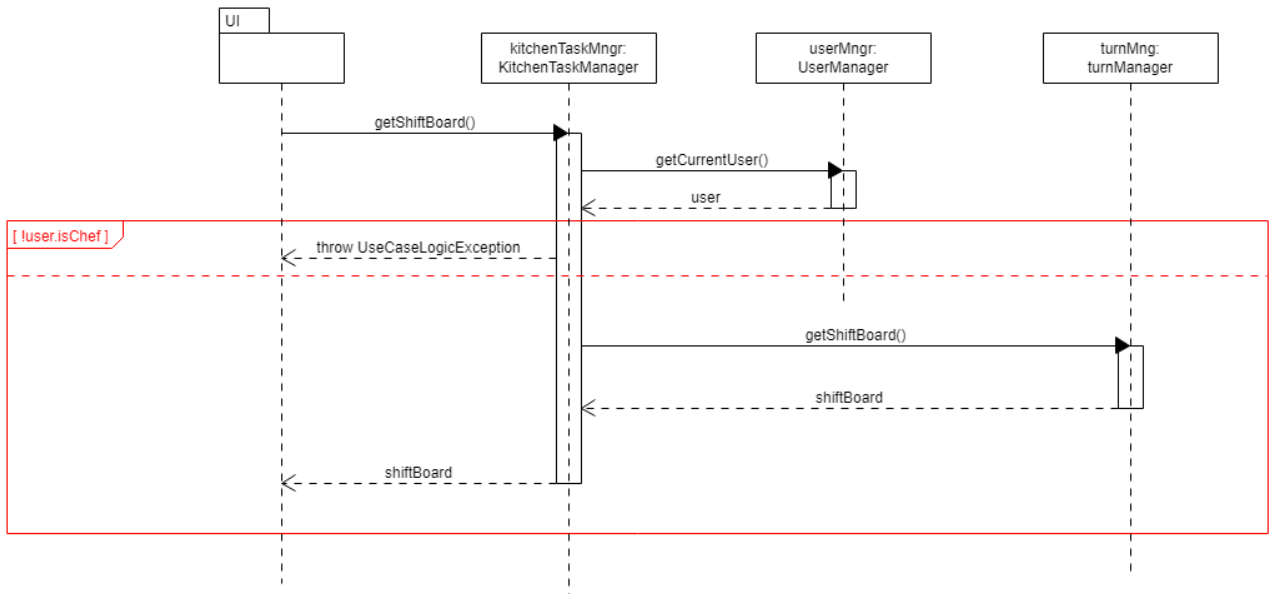 UI
kitchenTaskMngr:
KitchenTaskManager
userMngr:
UserManager
turnMng:
turnManager
getShiftBoard()
getCurrentUser()
user
[ !user.isChef ]
throw UseCaseLogicException
getShiftBoard()
shiftBoard
shiftBoard